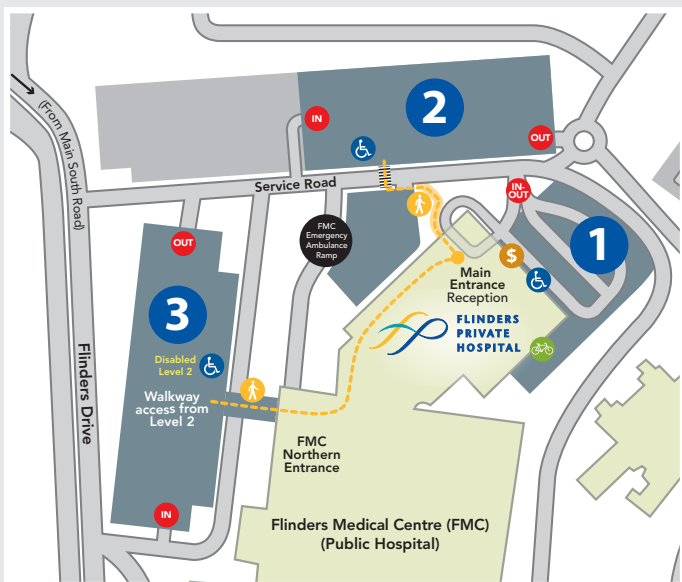 (From Main South Road)
2
IN
OUT
Service Road
IN-
OUT
1
FMC
Emergency
Ambulance
Ramp
OUT
$
Main
Entrance
Reception
3
FLINDERS
PRIVATE
HOSPITAL
Disabled
Level 2
Walkway
access from
Level 2
Flinders Drive
FMC
Northern
Entrance
IN
Flinders Medical Centre (FMC)
(Public Hospital)